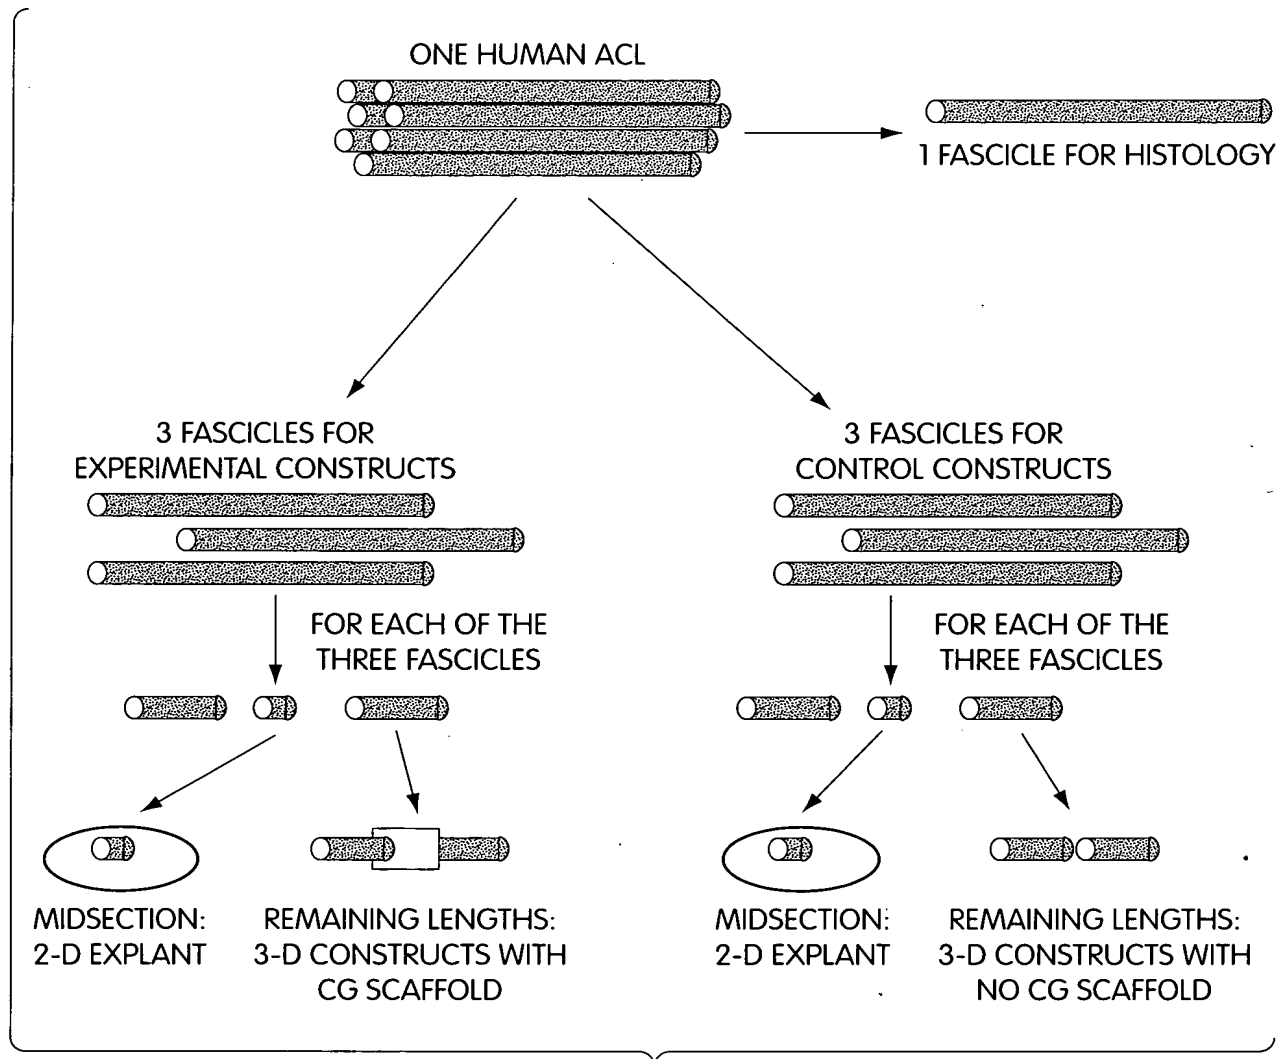 ONE HUMAN ACL
1 FASCICLE FOR HISTOLOGY
3 FASCICLES FOR
EXPERIMENTAL CONSTRUCTS
3 FASCICLES FOR
CONTROL CONSTRUCTS
FOR EACH OF THE
THREE FASCICLES
FOR EACH OF THE
THREE FASCICLES
MIDSECTION:
2-D EXPLANT
REMAINING LENGTHS:
3-D CONSTRUCTS WITH
CG SCAFFOLD
MIDSECTION:
2-D EXPLANT
REMAINING LENGTHS:
3-D CONSTRUCTS WITH
NO CG SCAFFOLD